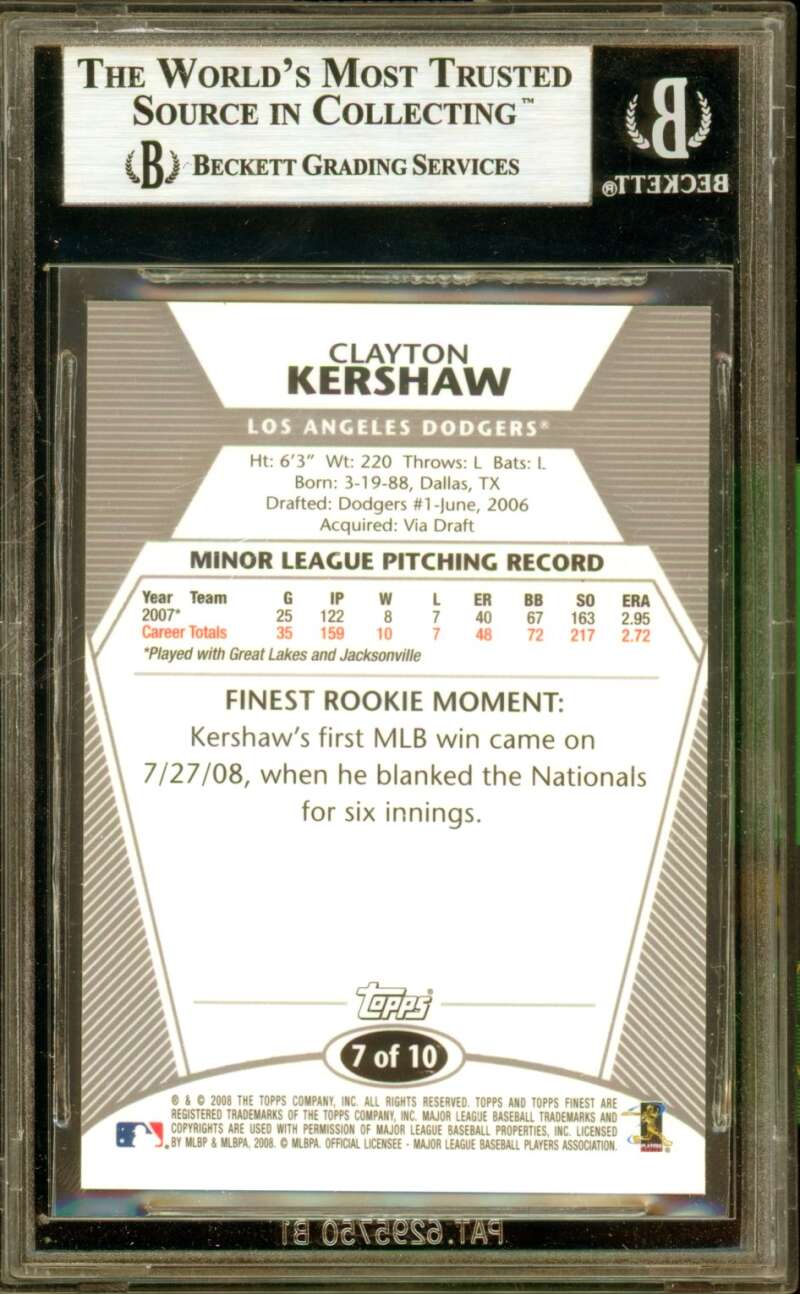 THE WORLD'S MOST TRUSTED
SOURCE IN COLLECTING™
B BECKETT GRADING SERVICES
B
BECKETT®
CLAYTON
KERSHAW
LOS ANGELES DODGERS®
Ht: 6'3" Wt: 220 Throws: L Bats: L
Born: 3-19-88, Dallas, TX
Drafted: Dodgers #1-June, 2006
Acquired: Via Draft
MINOR LEAGUE PITCHING RECORD
Year Team G IP W L ER BB SO ERA
2007* 25 122 8 7 40 67 163 2.95
Career Totals 35 159 10 7 48 72 217 2.72
*Played with Great Lakes and Jacksonville
FINEST ROOKIE MOMENT:
Kershaw's first MLB win came on
7/27/08, when he blanked the Nationals
for six innings.
topps®
7 of 10
® & © 2008 THE TOPPS COMPANY, INC. ALL RIGHTS RESERVED. TOPPS AND TOPPS FINEST ARE
REGISTERED TRADEMARKS OF THE TOPPS COMPANY, INC. MAJOR LEAGUE BASEBALL TRADEMARKS AND
COPYRIGHTS ARE USED WITH PERMISSION OF MAJOR LEAGUE BASEBALL PROPERTIES, INC. LICENSED
BY MLBP & MLBPA, 2008. © MLBPA. OFFICIAL LICENSEE - MAJOR LEAGUE BASEBALL PLAYERS ASSOCIATION.
PAT.6295750 B1